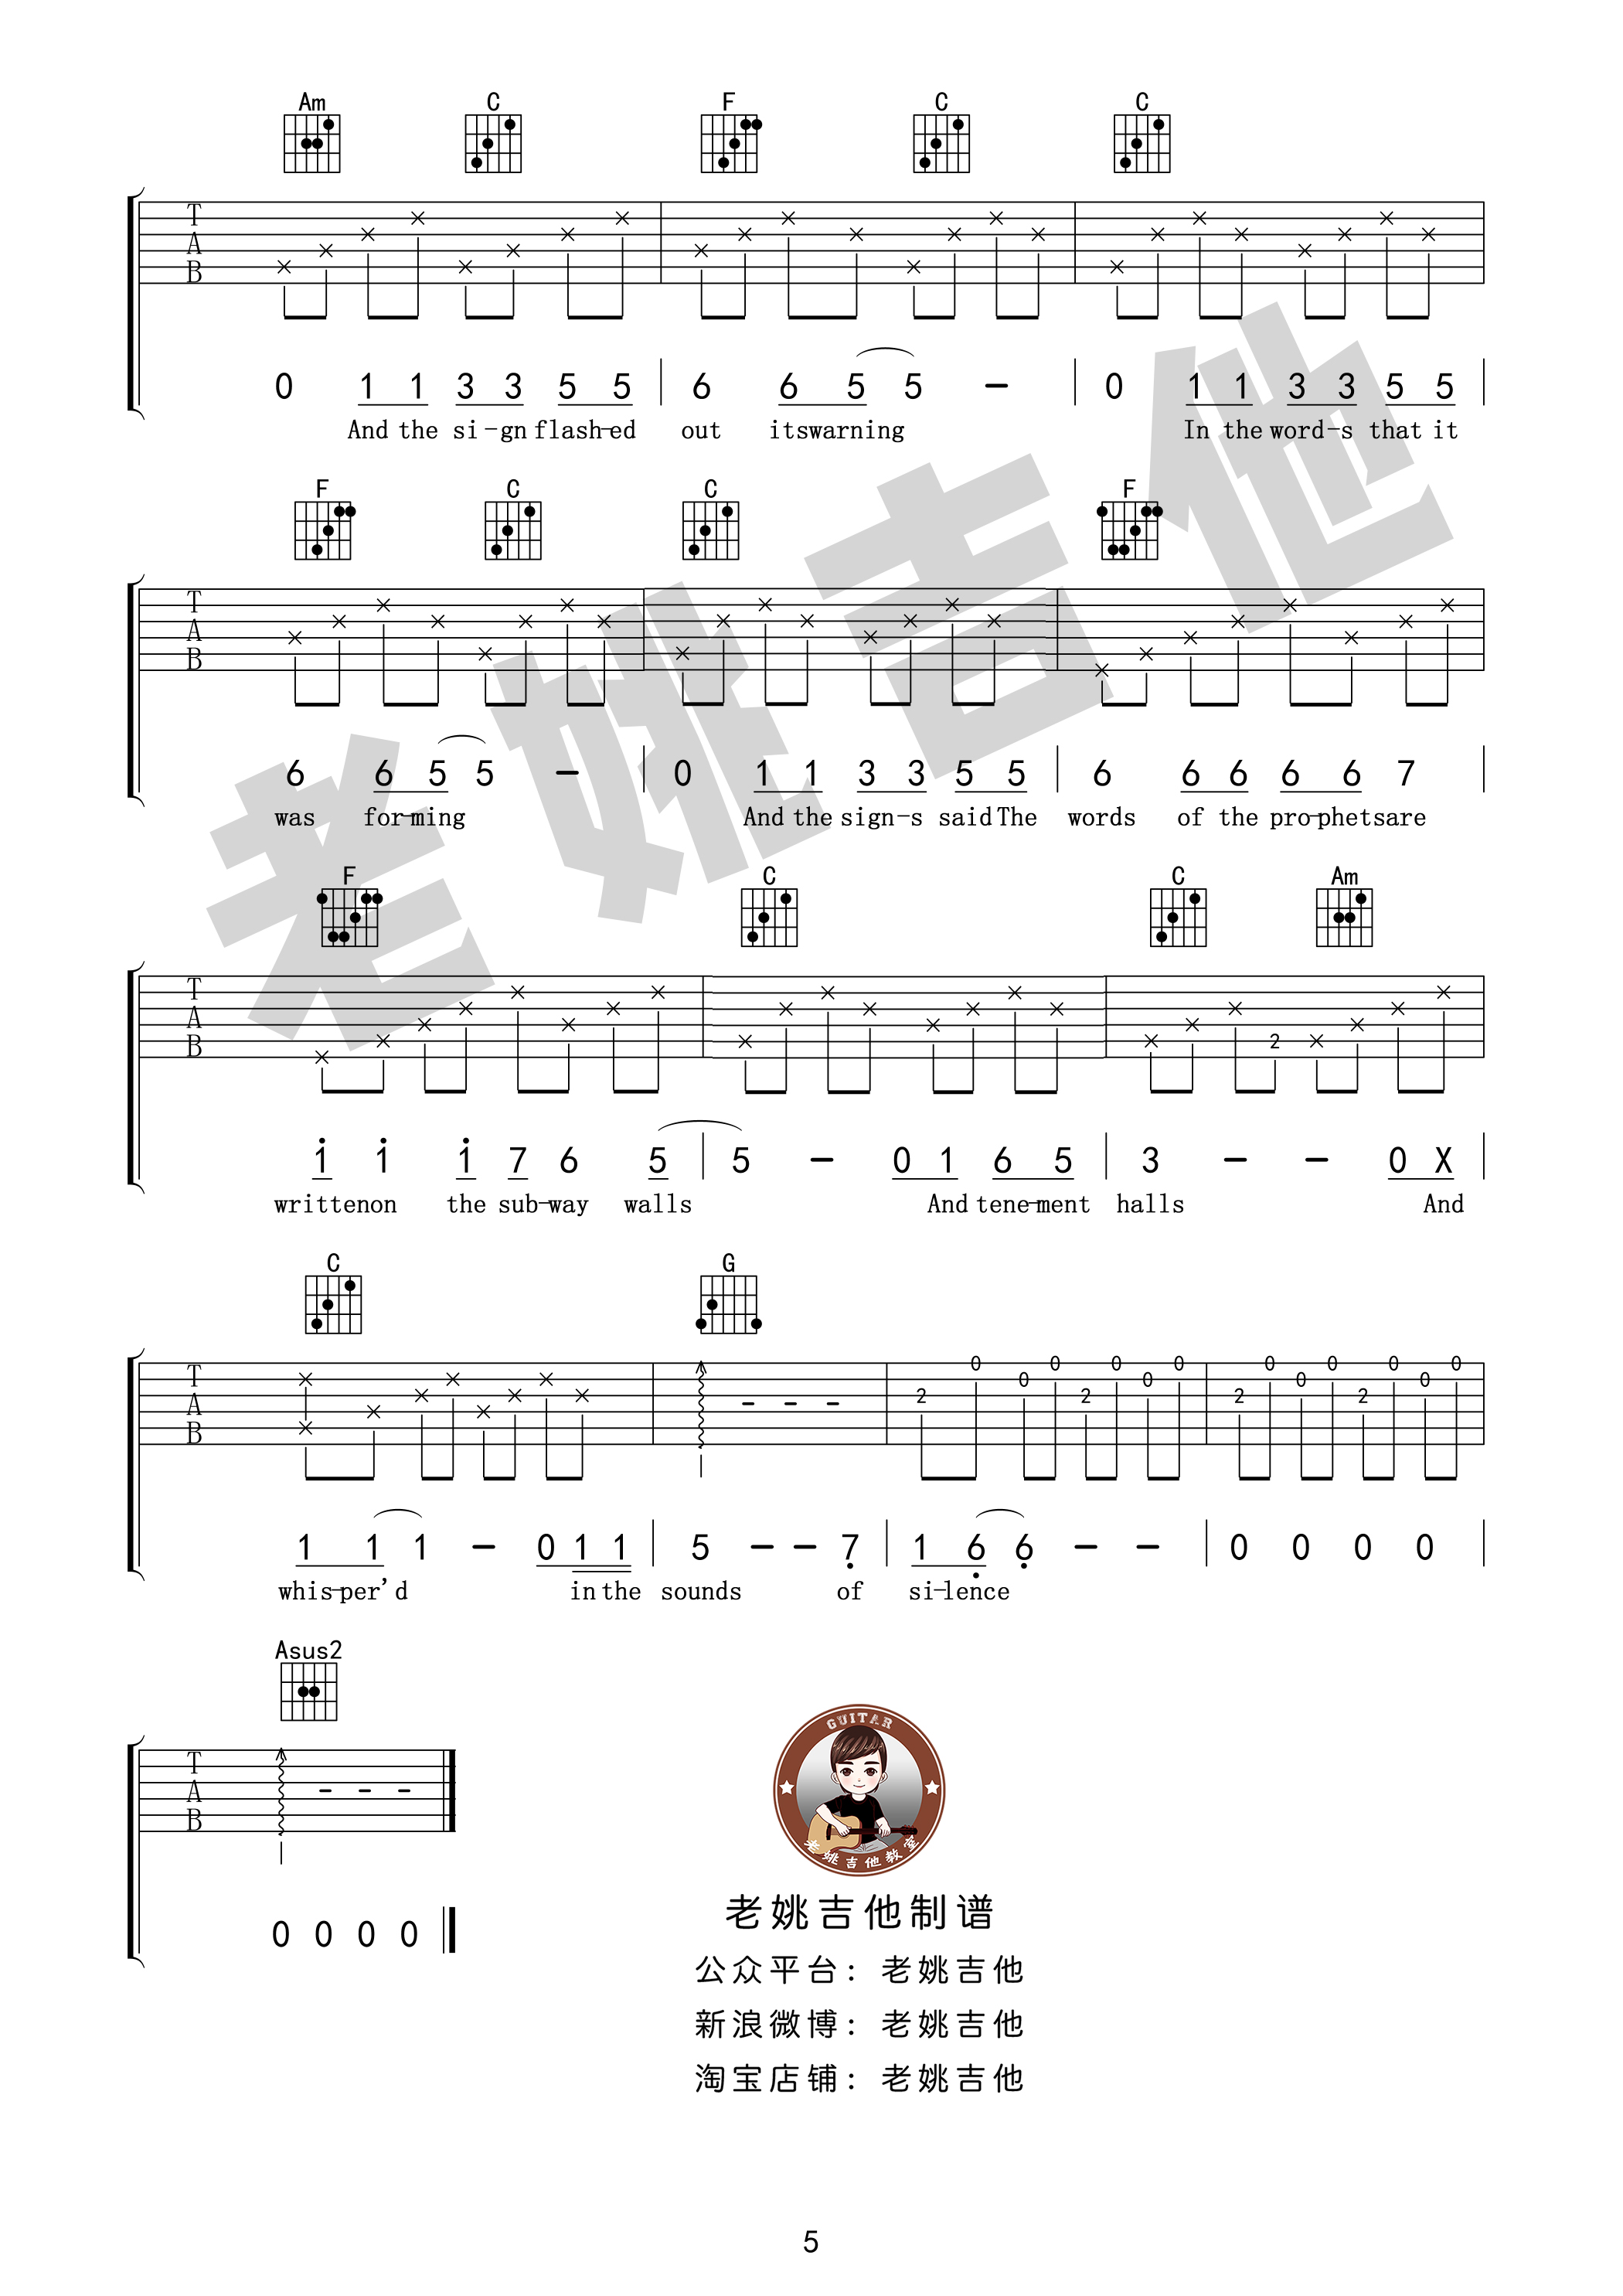 Am C F C C
T
A
B
0 1 1 3 3 5 5 6 6 5 5 – 0 1 1 3 3 5 5
And the si-gn flash-ed out itswarning In the word-s that it
F C C F
T
A
B
6 6 5 5 – 0 1 1 3 3 5 5 6 6 6 6 6 7
was for-ming And the sign-s said The words of the pro-phetsare
F C C Am
T
A
B
2
1 1 1 7 6 5 5 – 0 1 6 5 3 – – 0 X
writtenon the sub-way walls And tene-ment halls And
C G
T
A
B
– – – 2 0 0 0 2 0 0 0 2 0 0 0 2 0 0 0
1 1 1 – 0 1 1 5 – – 7 1 6 6 – – 0 0 0 0
whis-per'd in the sounds of si-lence
Asus2
T
A
B
– – –
0 0 0 0
GUITAR
老姚吉他教室
老姚吉他制谱
公众平台：老姚吉他
新浪微博：老姚吉他
淘宝店铺：老姚吉他
老姚吉他
5